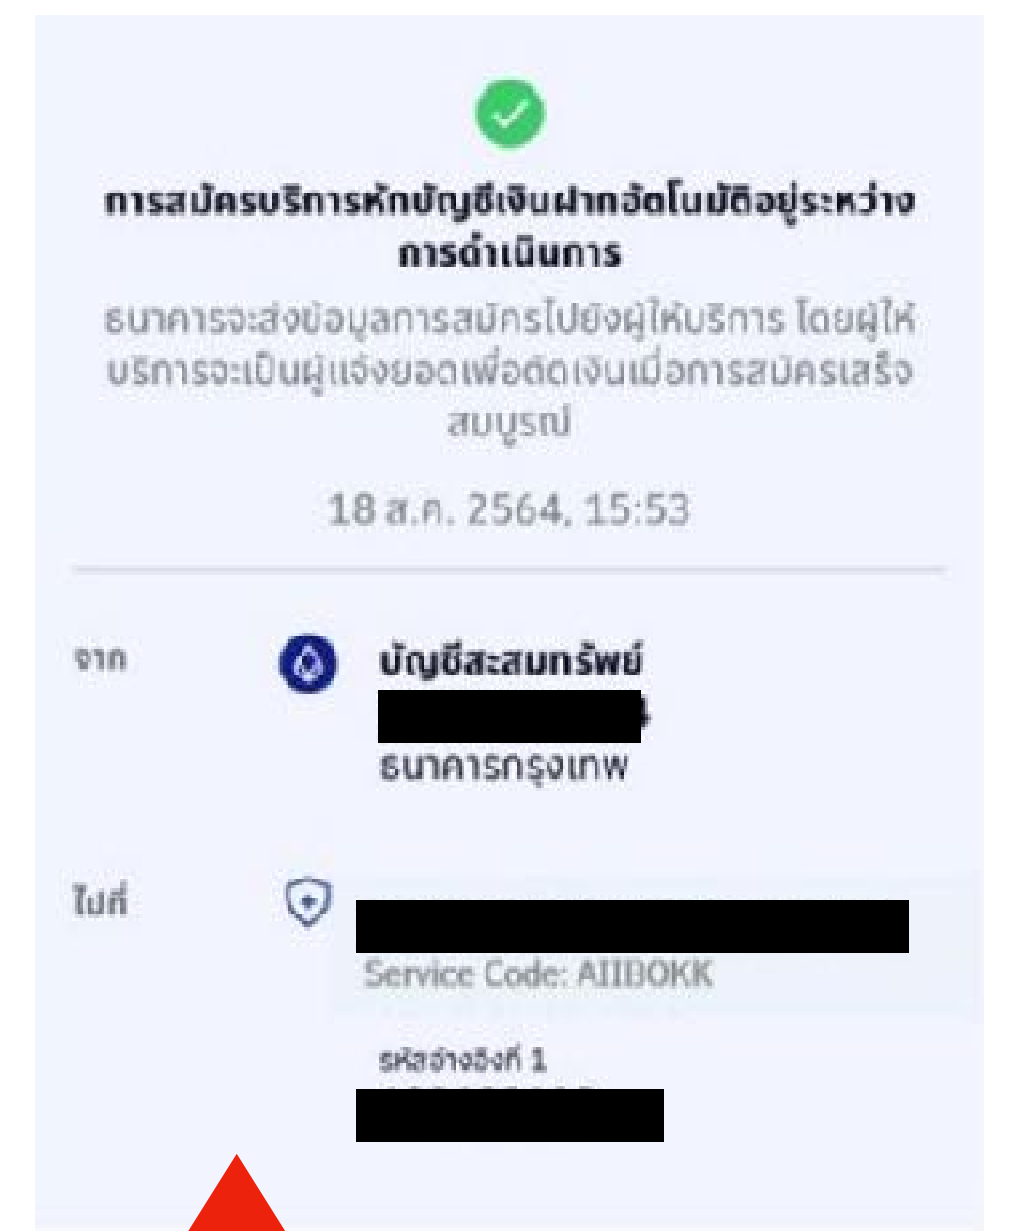 การสมัครบริการหักบัญชีเงินฝากอัตโนมัติอยู่ระหว่าง
การดำเนินการ
ธนาคารจะส่งข้อมูลการสมัครไปยังผู้ให้บริการ โดยผู้ให้
บริการจะเป็นผู้แจ้งยอดเพื่อตัดเงินเมื่อการสมัครเสร็จ
สมบูรณ์
18 ส.ค. 2564, 15:53
จาก
บัญชีสะสมทรัพย์
ธนาคารกรุงเทพ
ไปที่
Service Code: AIIBOKK
รหัสอ้างอิงที่ 1